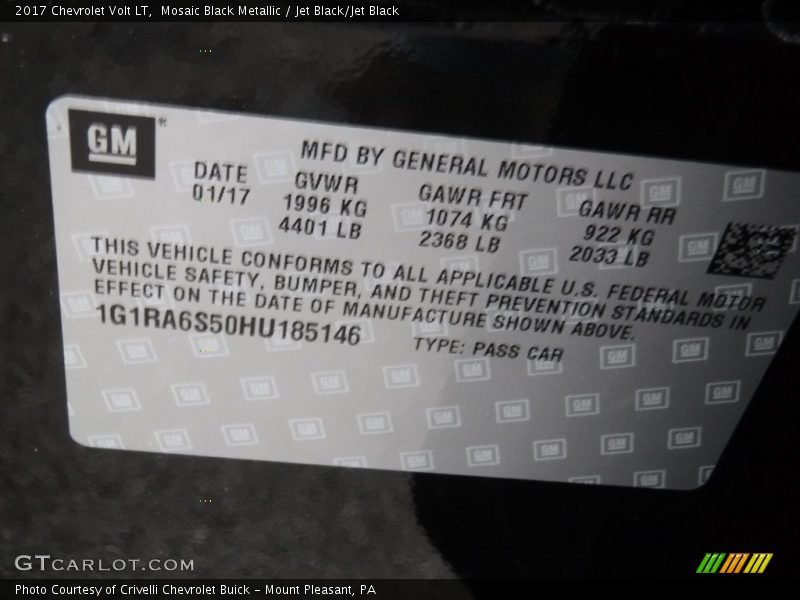 2017 Chevrolet Volt LT,  Mosaic Black Metallic / Jet Black/Jet Black
GM®
MFD BY GENERAL MOTORS LLC
DATE GVWR GAWR FRT GAWR RR
01/17 1996 KG 1074 KG 922 KG
4401 LB 2368 LB 2033 LB
THIS VEHICLE CONFORMS TO ALL APPLICABLE U.S. FEDERAL MOTOR
VEHICLE SAFETY, BUMPER, AND THEFT PREVENTION STANDARDS IN
EFFECT ON THE DATE OF MANUFACTURE SHOWN ABOVE.
1G1RA6S50HU185146 TYPE: PASS CAR
GTCARLOT.COM
Photo Courtesy of Crivelli Chevrolet Buick - Mount Pleasant, PA